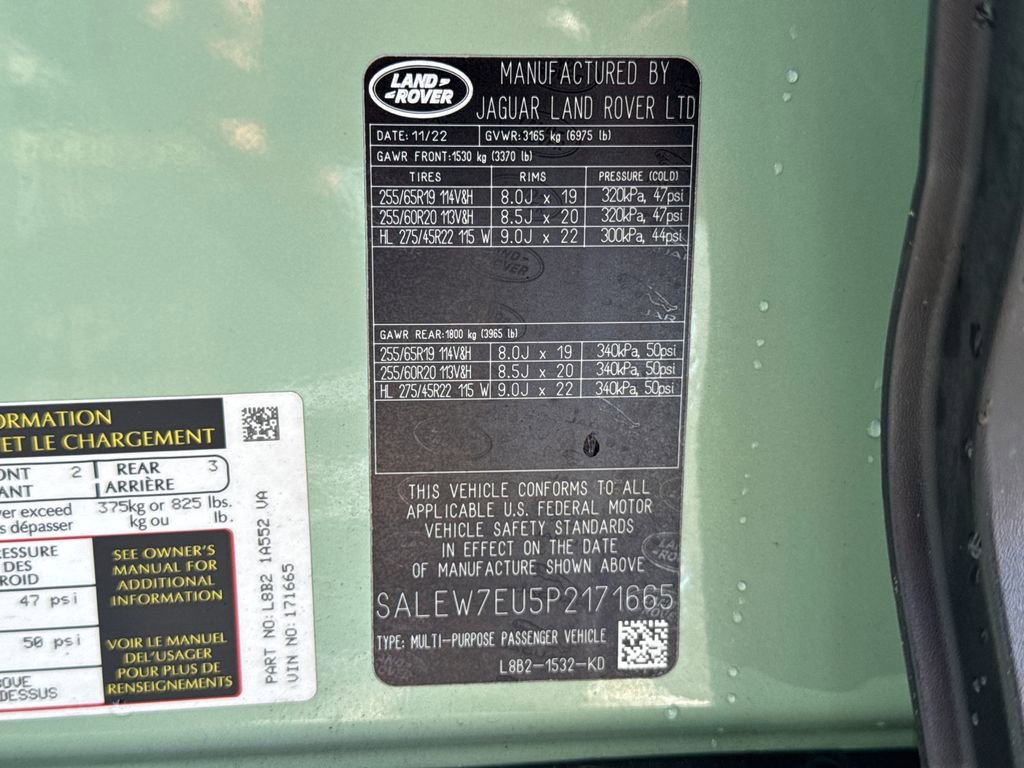 LAND-
-ROVER
MANUFACTURED BY
JAGUAR LAND ROVER LTD
DATE: 11/22 GVWR: 3165 kg (6975 lb)
GAWR FRONT: 1530 kg (3370 lb)
TIRES RIMS PRESSURE (COLD)
255/65R19 114V&H 8.0J x 19 320kPa, 47psi
255/60R20 113V&H 8.5J x 20 320kPa, 47psi
HL 275/45R22 115 W 9.0J x 22 300kPa, 44psi
GAWR REAR: 1800 kg (3965 lb)
255/65R19 114V&H 8.0J x 19 340kPa, 50psi
255/60R20 113V&H 8.5J x 20 340kPa, 50psi
HL 275/45R22 115 W 9.0J x 22 340kPa, 50psi
THIS VEHICLE CONFORMS TO ALL
APPLICABLE U.S. FEDERAL MOTOR
VEHICLE SAFETY STANDARDS
IN EFFECT ON THE DATE
OF MANUFACTURE SHOWN ABOVE
SALEW7EU5P2171665
TYPE: MULTI-PURPOSE PASSENGER VEHICLE
L8B2-1532-KD
ORMATION
ET LE CHARGEMENT
ONT 2 REAR 3
ANT ARRIÈRE
ver exceed 375kg or 825 lbs.
s dépasser kg ou lb.
RESSURE
DES
ROID
47 psi
50 psi
OVE
DESSUS
SEE OWNER'S
MANUAL FOR
ADDITIONAL
INFORMATION
VOIR LE MANUEL
DEL'USAGER
POUR PLUS DE
RENSEIGNEMENTS
PART NO: L8B2 1A552 VA
VIN NO: 171665